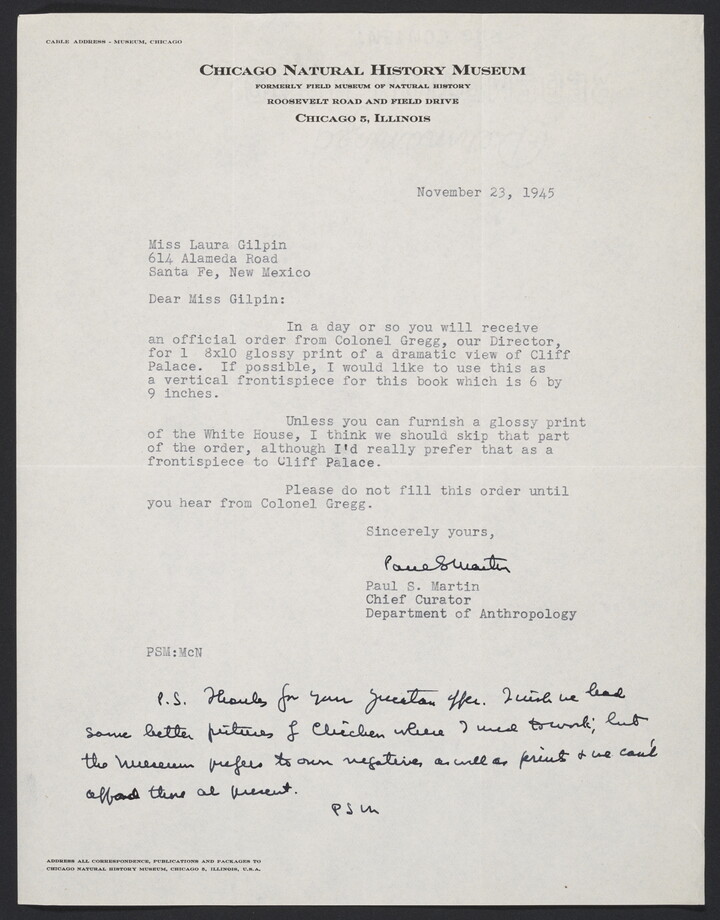 CABLE ADDRESS - MUSEUM, CHICAGO
CHICAGO NATURAL HISTORY MUSEUM
FORMERLY FIELD MUSEUM OF NATURAL HISTORY
ROOSEVELT ROAD AND FIELD DRIVE
CHICAGO 5, ILLINOIS
November 23, 1945
Miss Laura Gilpin
614 Alameda Road
Santa Fe, New Mexico
Dear Miss Gilpin:
In a day or so you will receive
an official order from Colonel Gregg, our Director,
for 1 8x10 glossy print of a dramatic view of Cliff
Palace. If possible, I would like to use this as
a vertical frontispiece for this book which is 6 by
9 inches.
Unless you can furnish a glossy print
of the White House, I think we should skip that part
of the order, although I'd really prefer that as a
frontispiece to Cliff Palace.
Please do not fill this order until
you hear from Colonel Gregg.
Sincerely yours,
Paul S Martin
Paul S. Martin
Chief Curator
Department of Anthropology
PSM:McN
P.S. Thanks for your Yucatan offer. I wish we had
some better pictures of Chichen where I used to work, but
the Museum prefers to own negatives as well as prints & we can't
afford these at present.
PSM
ADDRESS ALL CORRESPONDENCE, PUBLICATIONS AND PACKAGES TO
CHICAGO NATURAL HISTORY MUSEUM, CHICAGO 5, ILLINOIS, U.S.A.